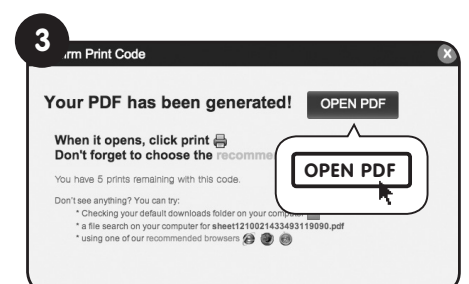 3
rm Print Code
X
Your PDF has been generated!
OPEN PDF
When it opens, click print
Don't forget to choose the recomme
OPEN PDF
You have 5 prints remaining with this code.
Don't see anything? You can try:
* Checking your default downloads folder on your computer
* a file search on your computer for sheet1210021433493119090.pdf
* using one of our recommended browsers